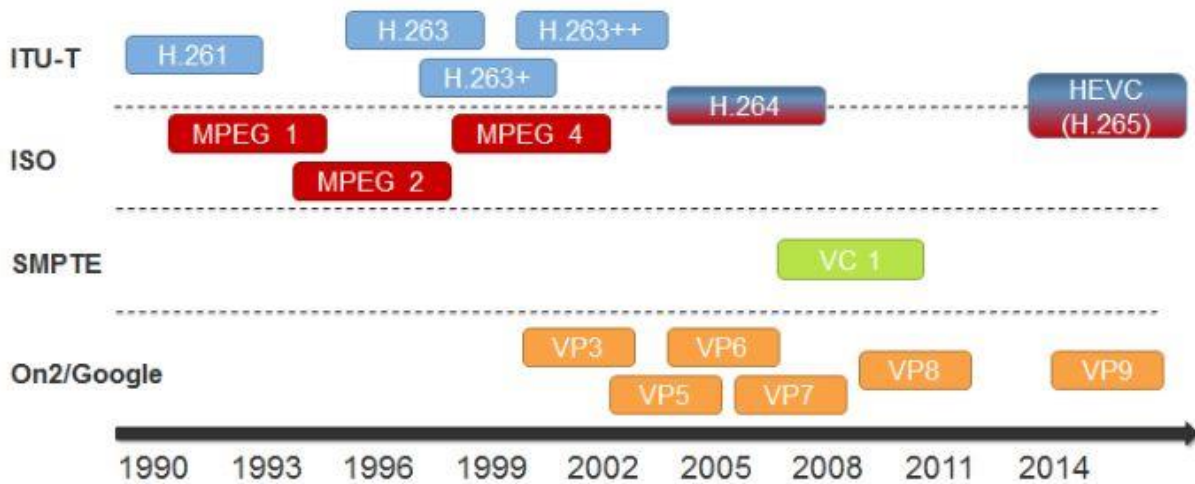 ITU-T
H.261
H.263
H.263+
H.263++
H.264
HEVC
(H.265)
ISO
MPEG 1
MPEG 2
MPEG 4
SMPTE
VC 1
On2/Google
VP3
VP5
VP6
VP7
VP8
VP9
1990 1993 1996 1999 2002 2005 2008 2011 2014